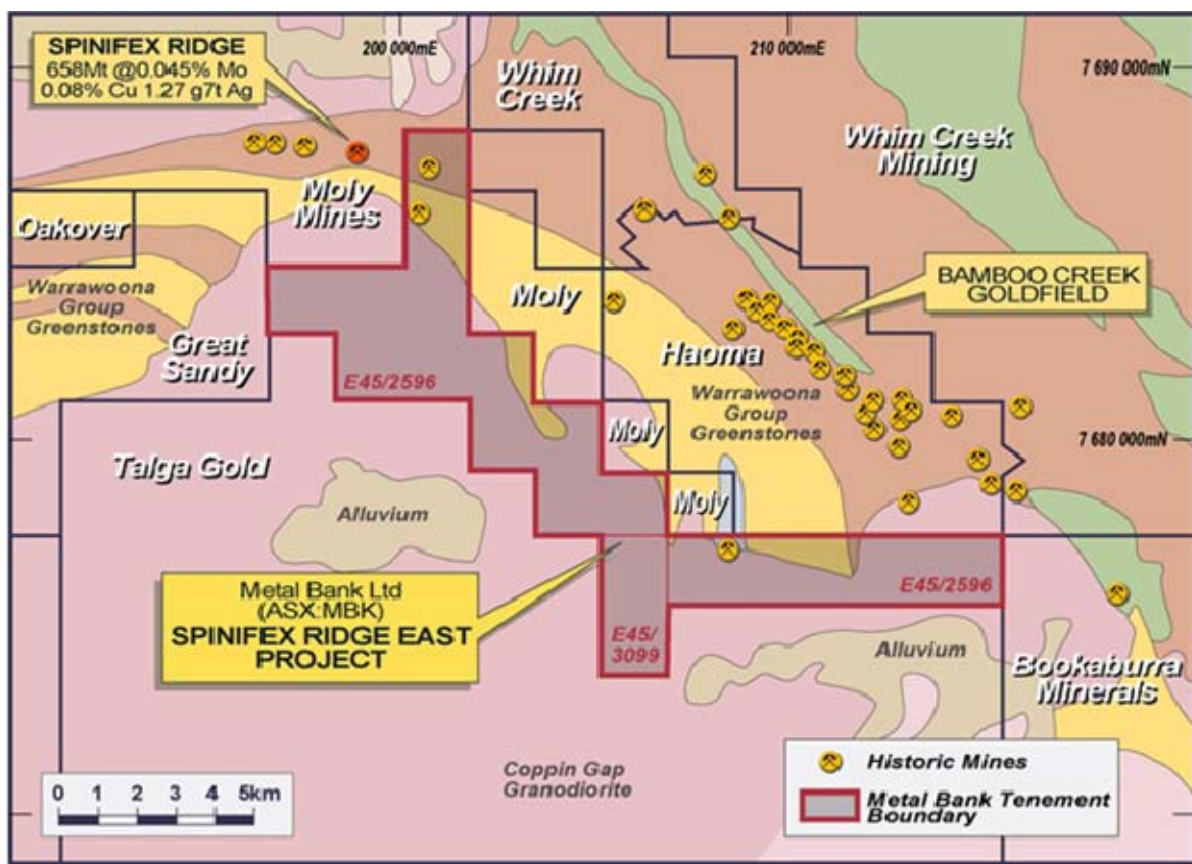 SPINIFEX RIDGE
658Mt @0.045% Mo
0.08% Cu 1.27 g7t Ag
200 000mE
210 000mE
7 690 000mN
Whim
Creek
Whim Creek
Mining
Moly
Mines
Oakover
Warrawoona
Group
Greenstones
Great
Sandy
Moly
BAMBOO CREEK
GOLDFIELD
Haoma
E45/2596
Warrawoona
Group
Greenstones
Moly
7 680 000mN
Talga Gold
Moly
Alluvium
Metal Bank Ltd
(ASX:MBK)
SPINIFEX RIDGE EAST
PROJECT
E45/2596
E45/
3099
Alluvium
Bookaburra
Minerals
Coppin Gap
Granodiorite
Historic Mines
Metal Bank Tenement
Boundary
0 1 2 3 4 5km